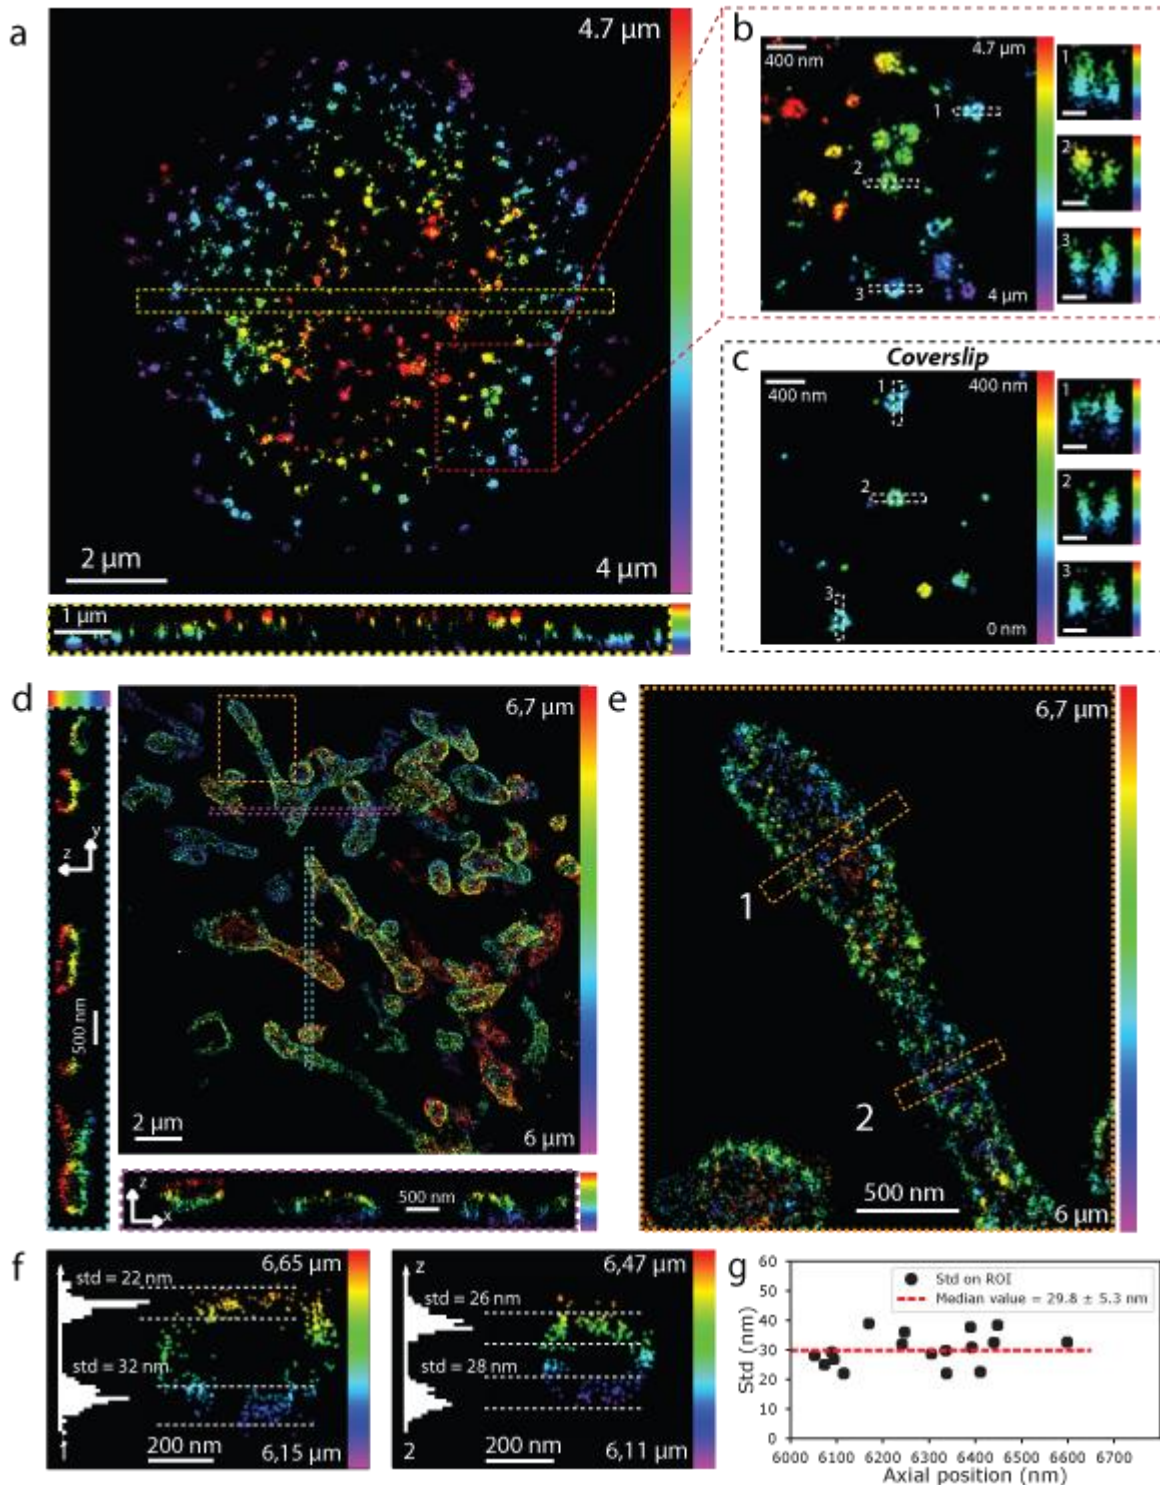 a
4.7 µm
2 µm
4 µm
1 µm
b
400 nm
4.7 µm
1
2
3
4 µm
1
2
3
c
Coverslip
400 nm
400 nm
1
2
3
0 nm
1
2
3
d
6,7 µm
z
y
500 nm
2 µm
6 µm
z
x
500 nm
e
6,7 µm
1
2
500 nm
6 µm
f
6,65 µm
std = 22 nm
std = 32 nm
1
200 nm
6,15 µm
z
6,47 µm
std = 26 nm
std = 28 nm
2
200 nm
6,11 µm
g
60
50
40
30
20
10
0
Std (nm)
Std on ROI
Median value = 29.8 ± 5.3 nm
6000 6100 6200 6300 6400 6500 6600 6700
Axial position (nm)